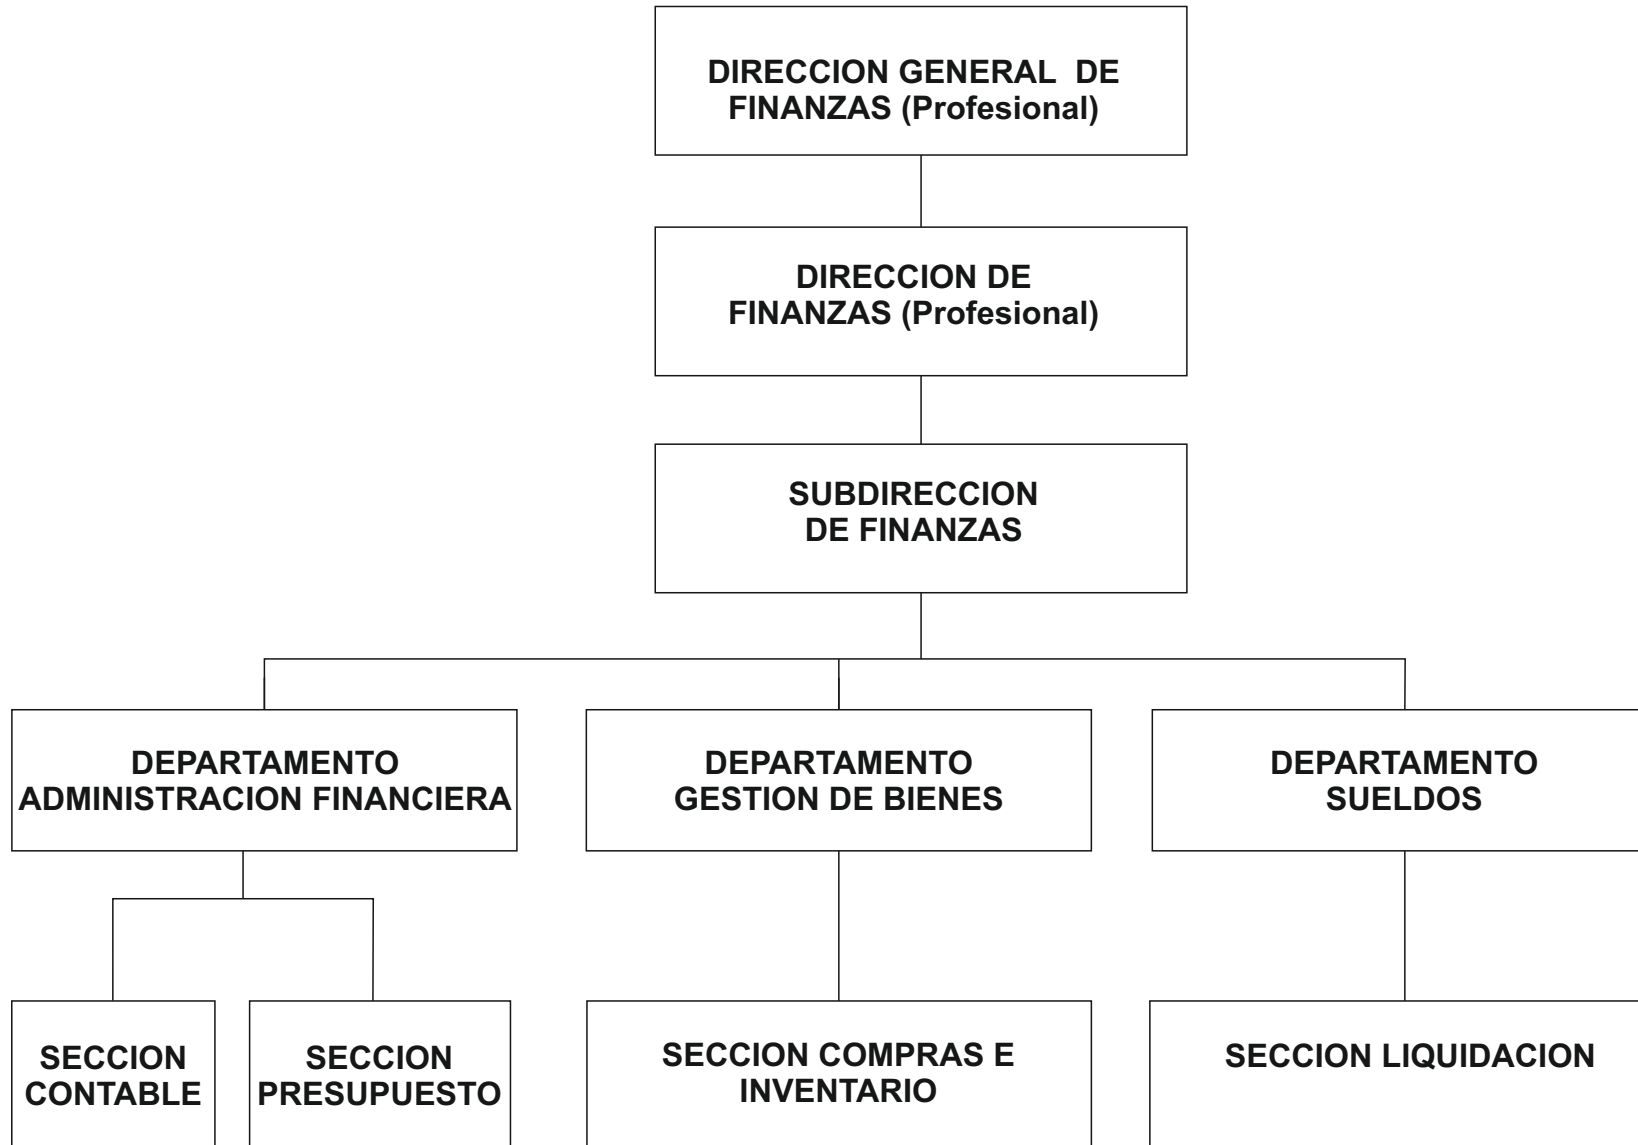 DIRECCION GENERAL  DE
FINANZAS (Profesional)
DIRECCION DE
FINANZAS (Profesional)
SUBDIRECCION
DE FINANZAS
DEPARTAMENTO
ADMINISTRACION FINANCIERA
DEPARTAMENTO
GESTION DE BIENES
DEPARTAMENTO
SUELDOS
SECCION
CONTABLE
SECCION
PRESUPUESTO
SECCION COMPRAS E
INVENTARIO
SECCION LIQUIDACION